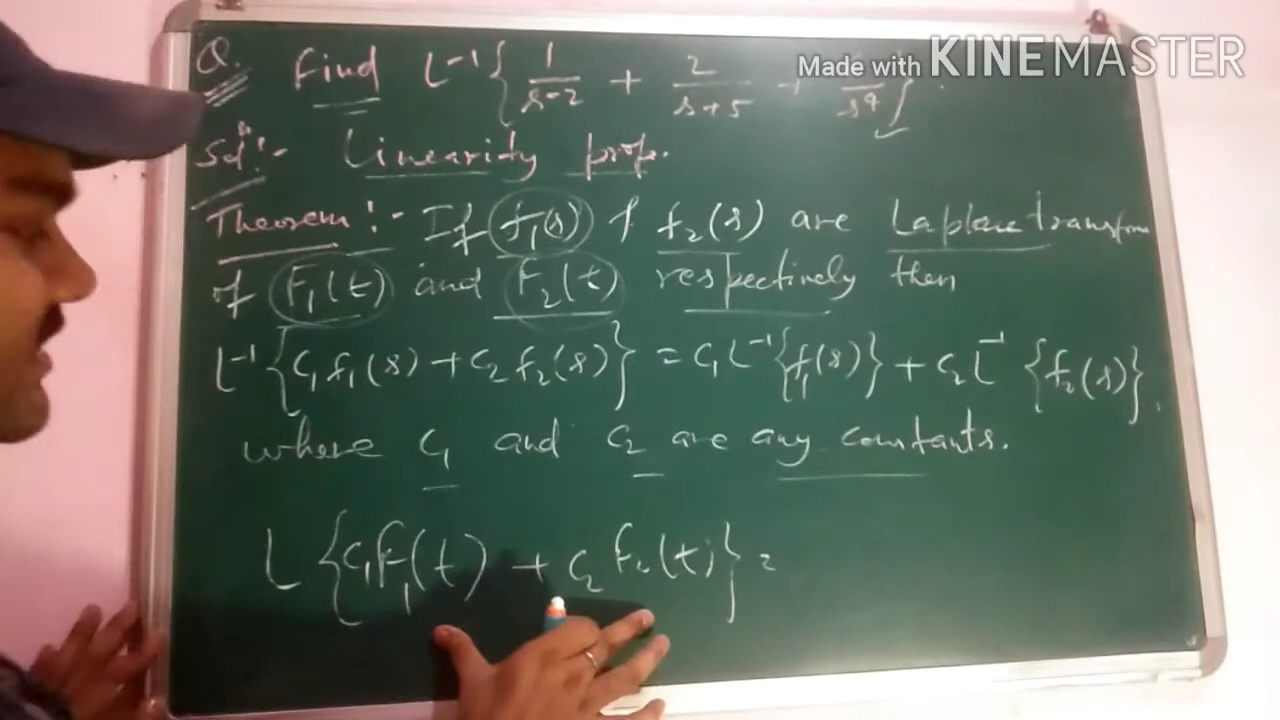 Made with KINEMASTER
Q. Find L⁻¹{ 1/(s-2) + 2/(s+5) + /s⁴ }.
Solⁿ:- Linearity prop.
Theorem:- If f₁(s) & f₂(s) are Laplace transform
of F₁(t) and F₂(t) respectively then
L⁻¹{c₁f₁(s) + c₂f₂(s)} = c₁L⁻¹{f₁(s)} + c₂L⁻¹{f₂(s)},
where c₁ and c₂ are any constants.
L{c₁F₁(t) + c₂F₂(t)} =